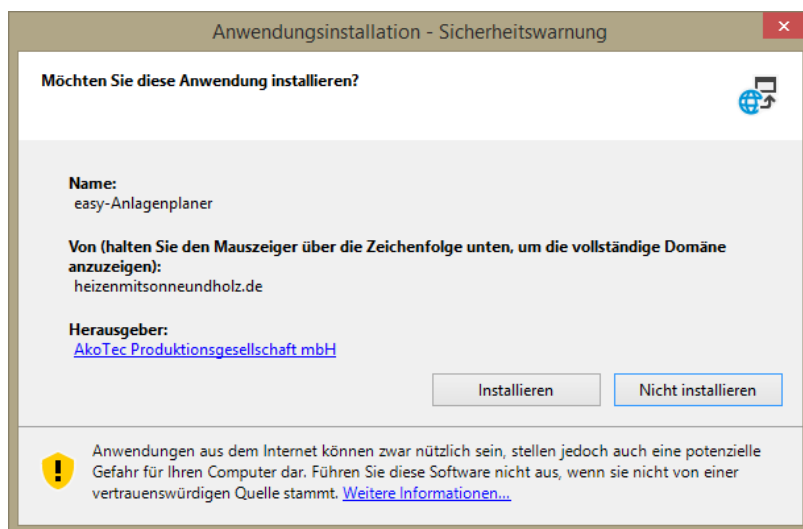 Anwendungsinstallation - Sicherheitswarnung
Möchten Sie diese Anwendung installieren?
Name:
easy-Anlagenplaner
Von (halten Sie den Mauszeiger über die Zeichenfolge unten, um die vollständige Domäne
anzuzeigen):
heizenmitsonneundholz.de
Herausgeber:
AkoTec Produktionsgesellschaft mbH
Installieren Nicht installieren
Anwendungen aus dem Internet können zwar nützlich sein, stellen jedoch auch eine potenzielle
Gefahr für Ihren Computer dar. Führen Sie diese Software nicht aus, wenn sie nicht von einer
vertrauenswürdigen Quelle stammt. Weitere Informationen...